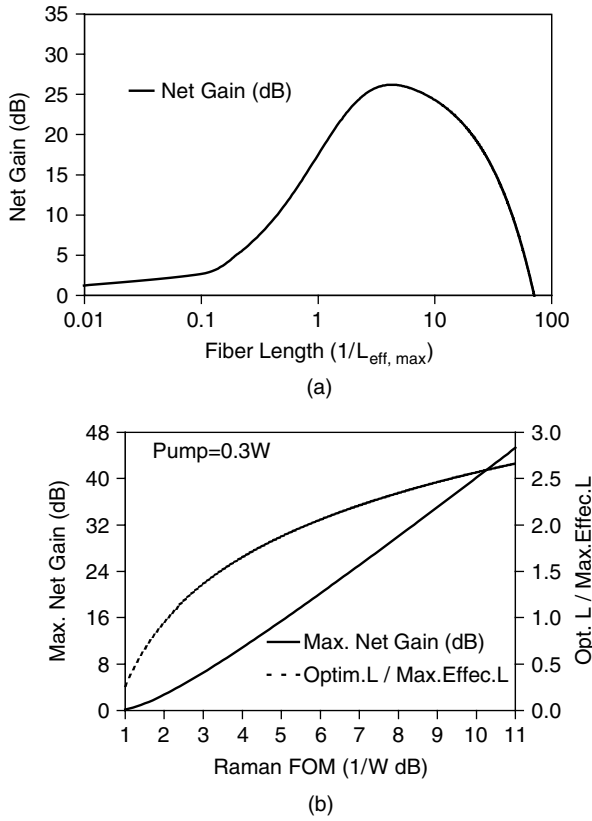 (a)
35
30
25
20
15
10
5
0
Net Gain (dB)
Net Gain (dB)
0.01 0.1 1 10 100
Fiber Length (1/Leff, max)
(a)
48
40
32
24
16
8
0
Max. Net Gain (dB)
Pump=0.3W
Max. Net Gain (dB)
Optim.L / Max.Effec.L
3.0
2.5
2.0
1.5
1.0
0.5
0.0
Opt. L / Max.Effec.L
1 2 3 4 5 6 7 8 9 10 11
Raman FOM (1/W dB)
(b)